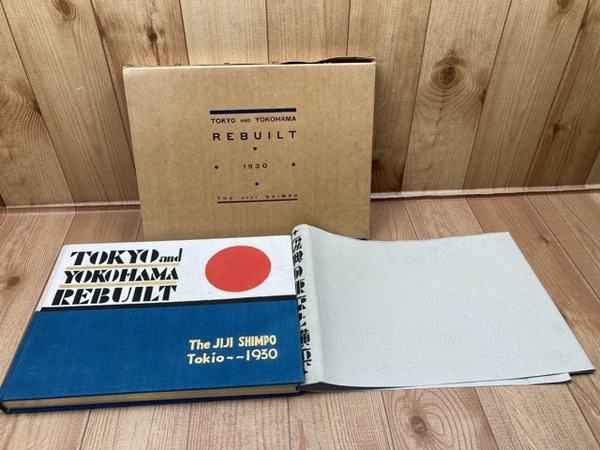 TOKYO AND YOKOHAMA
REBUILT
1930
THE JIJI SHIMPO
TOKYO and
YOKOHAMA
REBUILT
The JIJI SHIMPO
Tokio~~1930